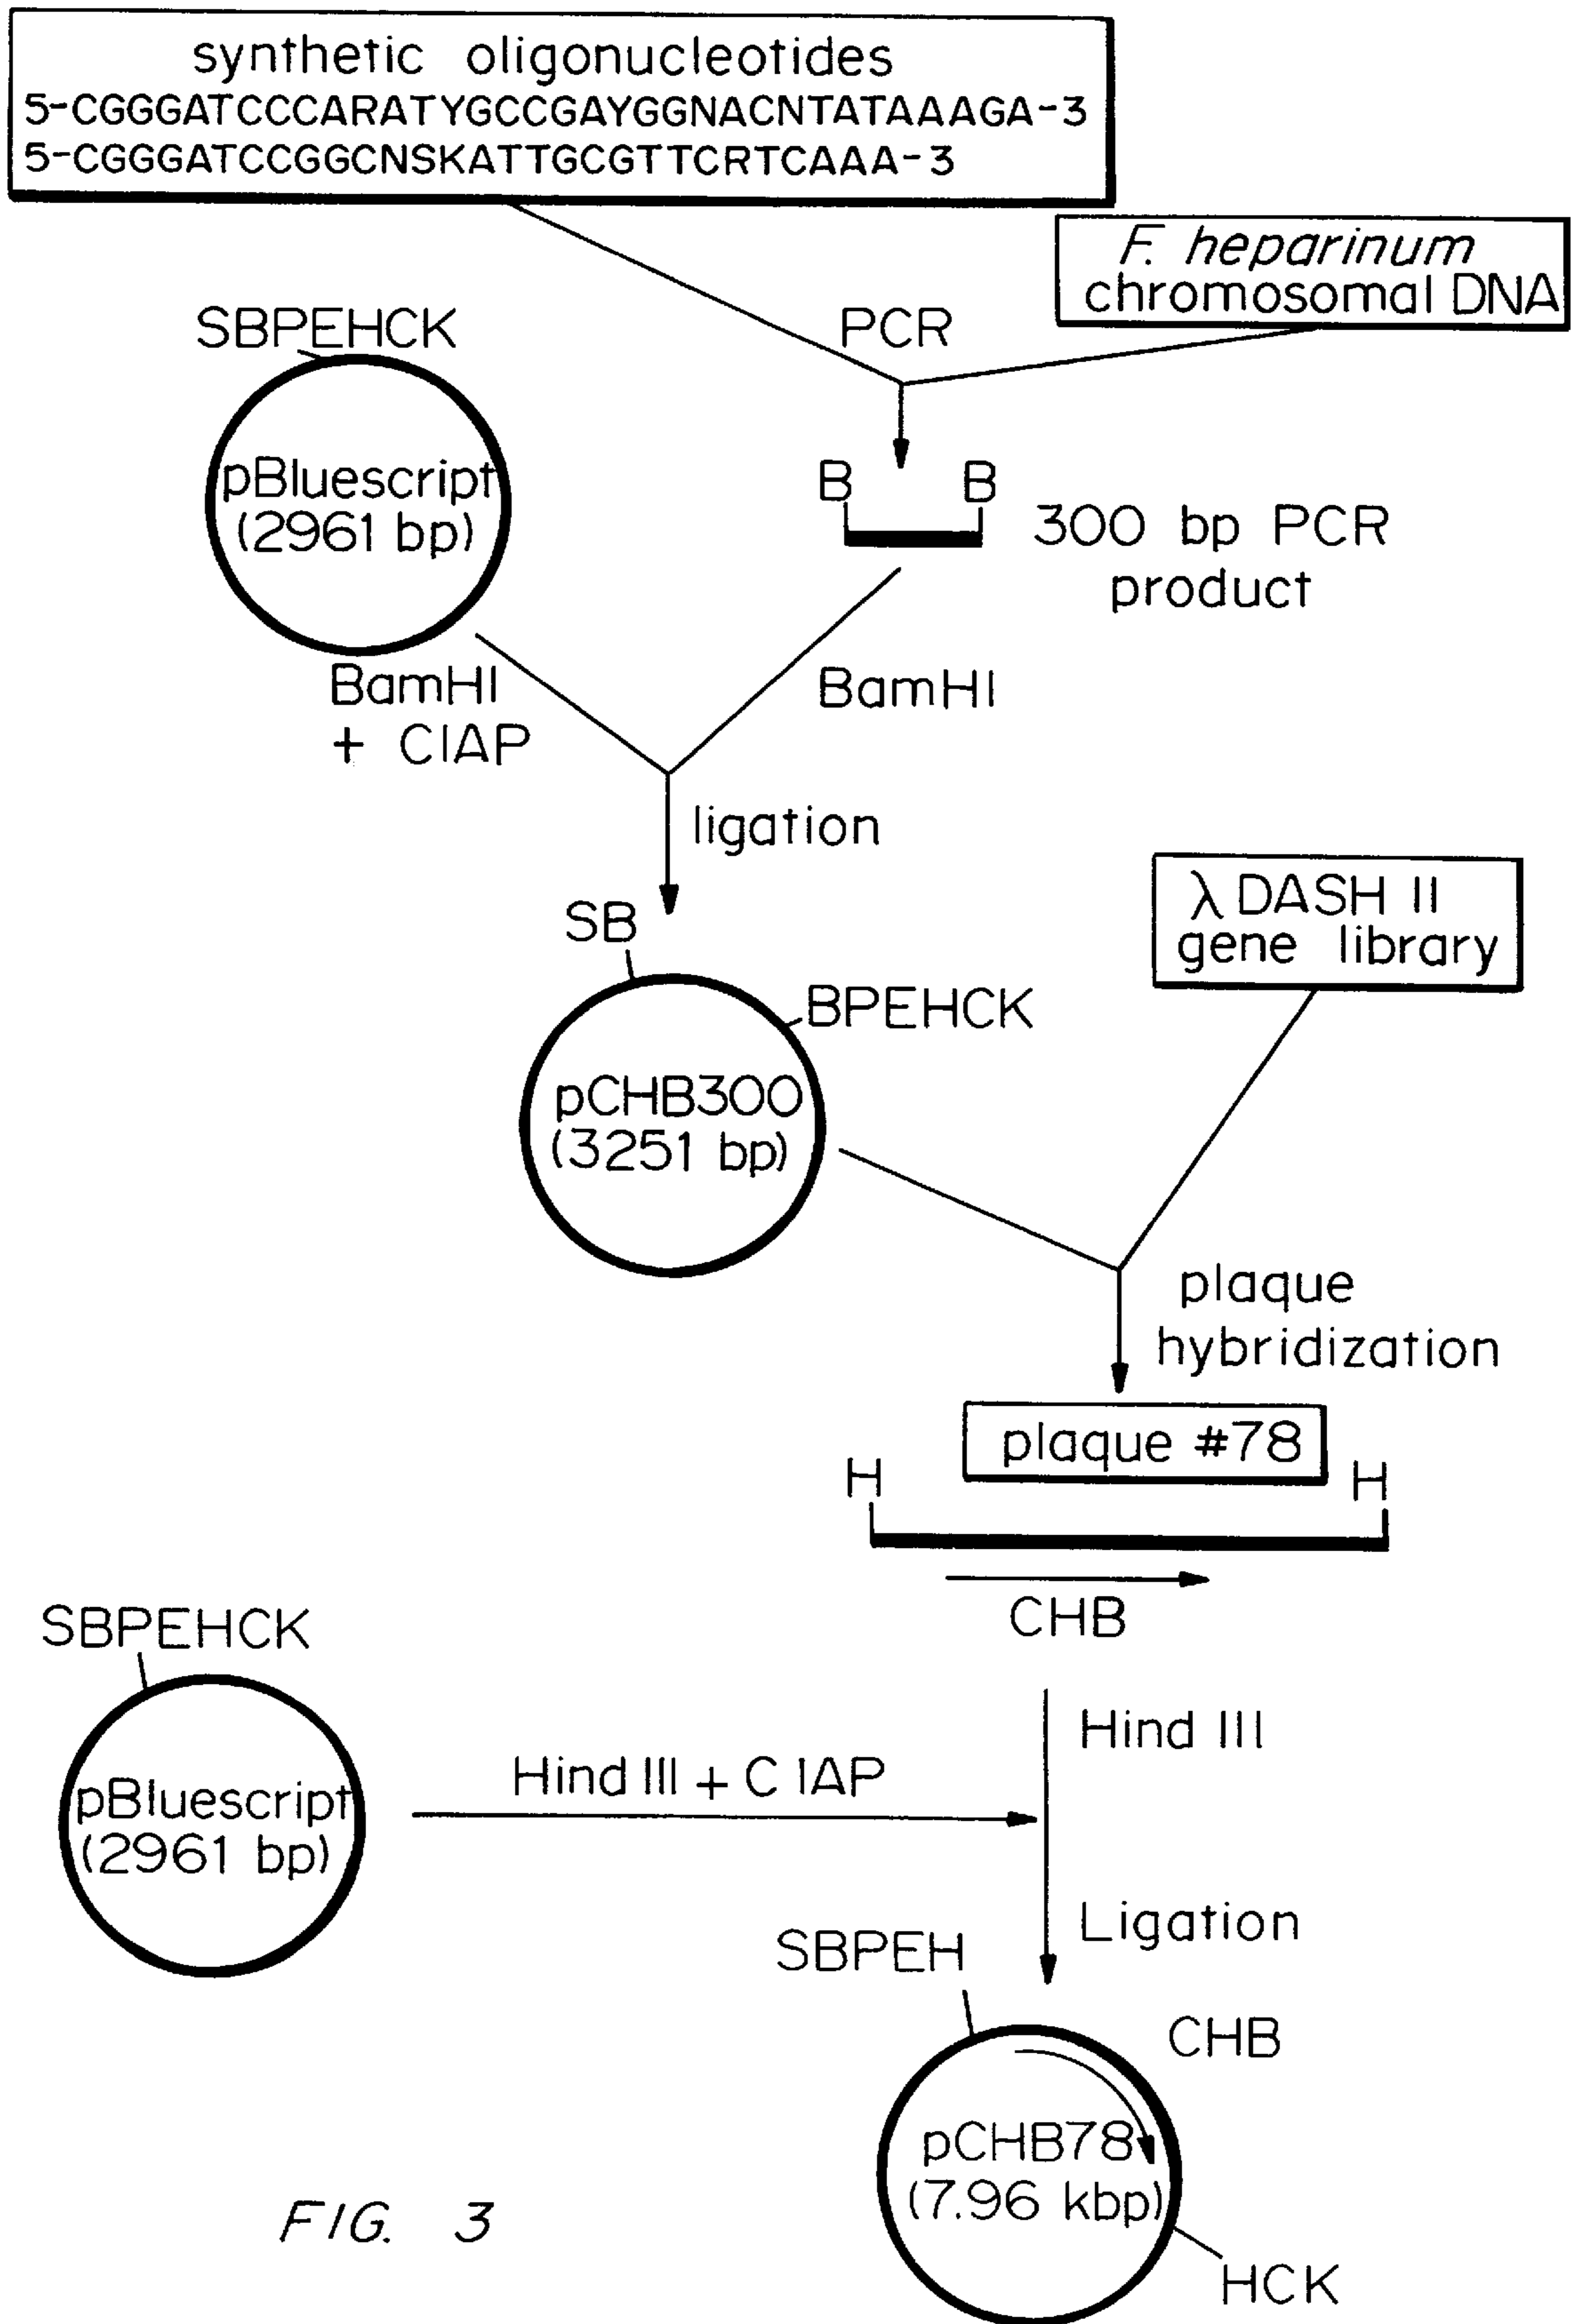 synthetic oligonucleotides
5-CGGGATCCCARATYGCCGAYGGNACNTATAAAGA-3
5-CGGGATCCGGCNSKATTGCGTTCRTCAAA-3
F. heparinum
chromosomal DNA
PCR
SBPEHCK
pBluescript
(2961 bp)
B B
300 bp PCR
product
BamHI
+ CIAP
BamHI
ligation
λ DASH II
gene library
SB
BPEHCK
pCHB300
(3251 bp)
plaque
hybridization
plaque #78
H H
CHB
SBPEHCK
pBluescript
(2961 bp)
Hind III + C IAP
Hind III
Ligation
SBPEH
CHB
pCHB78
(7.96 kbp)
HCK
FIG. 3